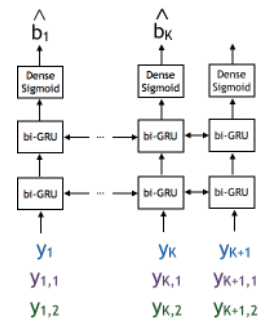 b̂₁ b̂K
Dense Sigmoid Dense Sigmoid Dense Sigmoid
bi-GRU ... bi-GRU bi-GRU
bi-GRU ... bi-GRU bi-GRU
y₁ yK yK+1
y₁,₁ yK,1 yK+1,1
y₁,₂ yK,2 yK+1,2